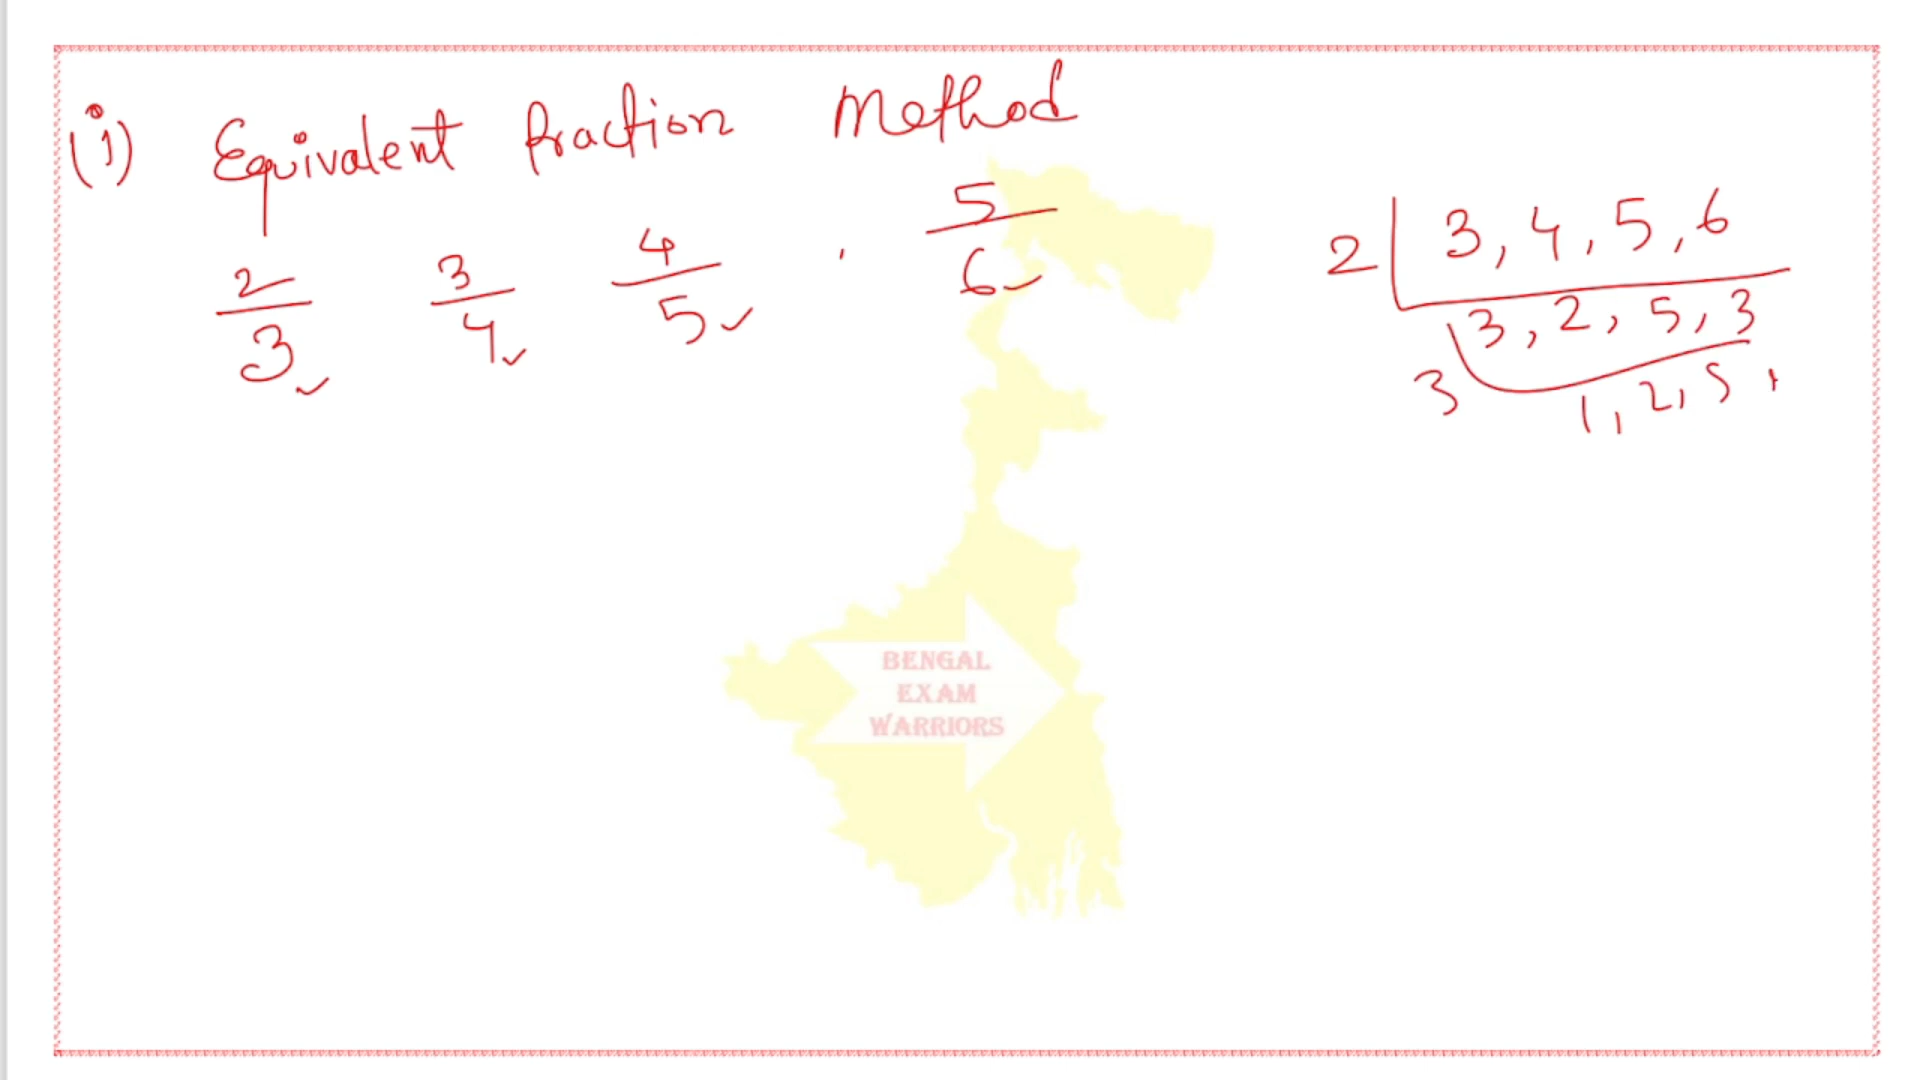 (i) Equivalent fraction Method
2/3 3/4 4/5 , 5/6
2 | 3, 4, 5, 6
3 | 3, 2, 5, 3
1, 2, 5,
BENGAL
EXAM
WARRIORS